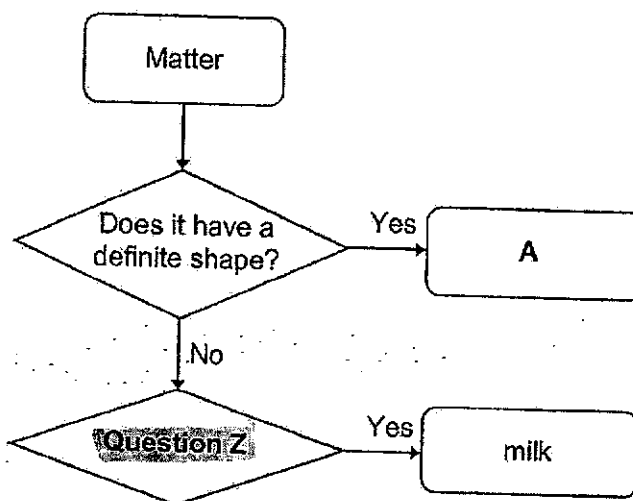 Matter
Does it have a
definite shape?
Yes
A
No
Question Z
Yes
milk